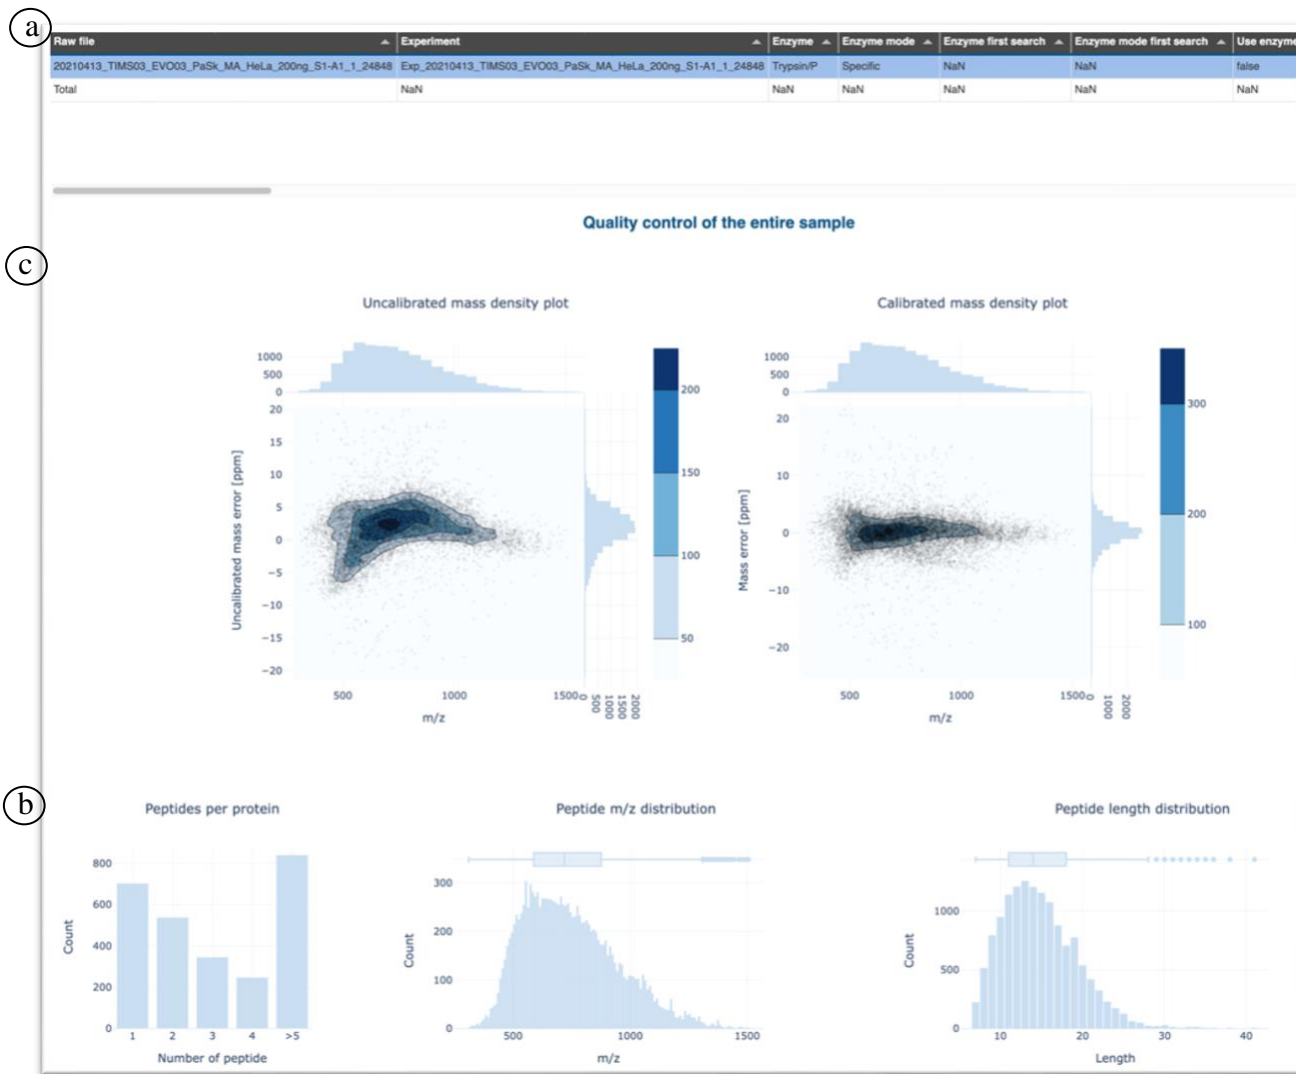 a
Raw file Experiment Enzyme Enzyme mode Enzyme first search Enzyme mode first search Use enzyme
20210413_TIMS03_EVO03_PaSk_MA_HeLa_200ng_S1-A1_1_24848 Exp_20210413_TIMS03_EVO03_PaSk_MA_HeLa_200ng_S1-A1_1_24848 Trypsin/P Specific NaN NaN false
Total NaN NaN NaN NaN NaN NaN
Quality control of the entire sample
c
Uncalibrated mass density plot
1000
500
0
20
15
10
5
0
−5
−10
−15
−20
Uncalibrated mass error [ppm]
500 1000 1500
0 500 1000 1500 2000
m/z
200
150
100
50
Calibrated mass density plot
1000
500
0
20
10
0
−10
−20
Mass error [ppm]
500 1000 1500
0 1000 2000
m/z
300
200
100
b
Peptides per protein
800
600
400
200
0
Count
1 2 3 4 >5
Number of peptide
Peptide m/z distribution
300
200
100
0
Count
500 1000 1500
m/z
Peptide length distribution
1000
500
0
Count
10 20 30 40
Length